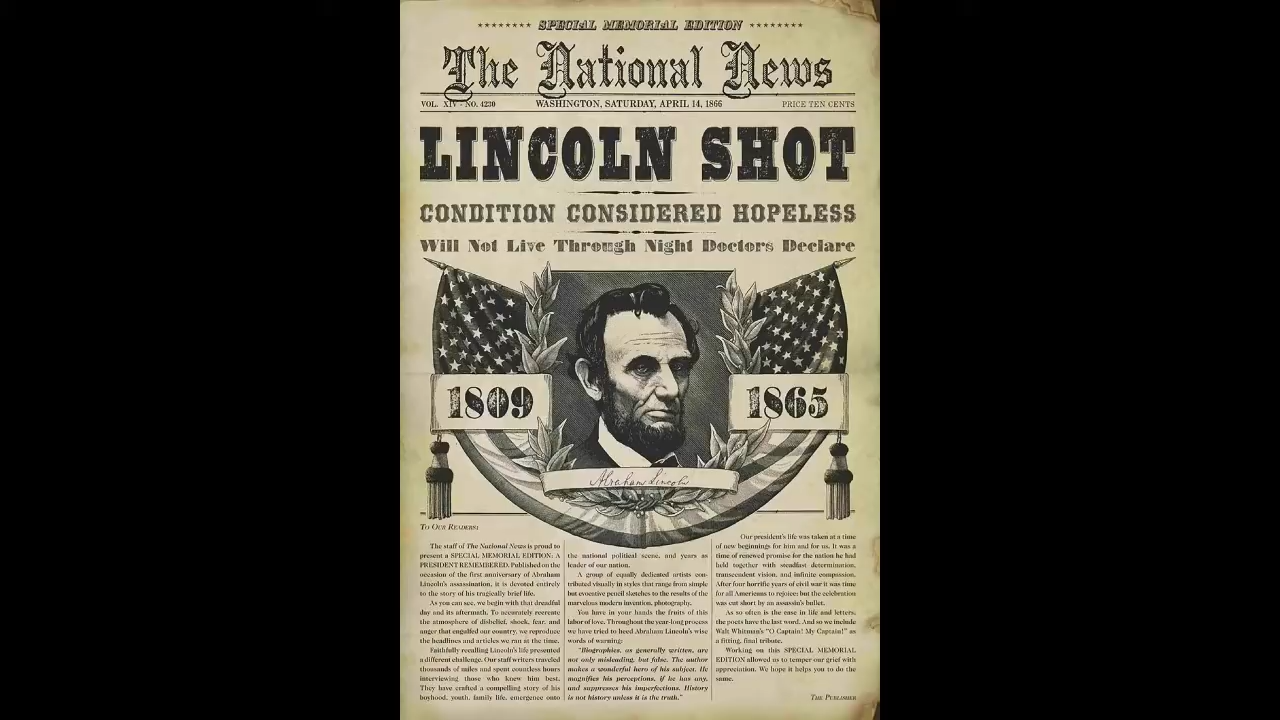 SPECIAL MEMORIAL EDITION
The National News
VOL. XIV - NO. 4230 WASHINGTON, SATURDAY, APRIL 14, 1866 PRICE TEN CENTS
LINCOLN SHOT
CONDITION CONSIDERED HOPELESS
Will Not Live Through Night Doctors Declare
1809
1865
Abraham Lincoln
TO OUR READERS:
The staff of The National News is proud to
present a SPECIAL MEMORIAL EDITION: A
PRESIDENT REMEMBERED. Published on the
occasion of the first anniversary of Abraham
Lincoln's assassination, it is devoted entirely
to the story of his tragically brief life.
As you can see, we begin with that dreadful
day and its aftermath. To accurately recreate
the atmosphere of disbelief, shock, fear, and
anger that engulfed our country, we reproduce
the headlines and articles we ran at the time.
Faithfully recalling Lincoln's life presented
a different challenge. Our staff writers traveled
thousands of miles and spent countless hours
interviewing those who knew him best.
They have crafted a compelling story of his
boyhood, youth, family life, emergence onto
the national political scene, and years as
leader of our nation.
A group of equally dedicated artists con-
tributed visually in styles that range from simple
but evocative pencil sketches to the results of the
marvelous modern invention, photography.
You have in your hands the fruits of this
labor of love. Throughout the year-long process
we have tried to heed Abraham Lincoln's wise
words of warning:
"Biographies, as generally written, are
not only misleading, but false. The author
makes a wonderful hero of his subject. He
magnifies his perceptions, if he has any,
and suppresses his imperfections. History
is not history unless it is the truth."
Our president's life was taken at a time
of new beginnings for him and for us. It was a
time of renewed promise for the nation he had
held together with steadfast determination,
transcendent vision, and infinite compassion.
After four horrific years of civil war it was time
for all Americans to rejoice; but the celebration
was cut short by an assassin's bullet.
As so often is the case in life and letters,
the poets have the last word. And so we include
Walt Whitman's "O Captain! My Captain!" as
a fitting, final tribute.
Working on this SPECIAL MEMORIAL
EDITION allowed us to temper our grief with
appreciation. We hope it helps you to do the
same.
THE PUBLISHER